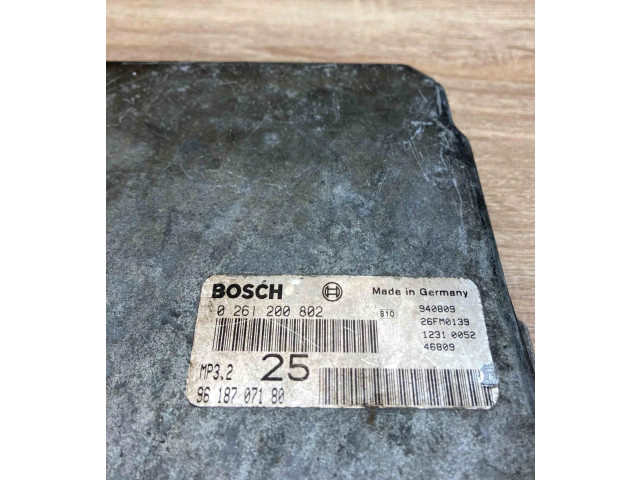 BOSCH Made in Germany
0 261 200 802 B10 940809
26FM0139
1231 0052
46809
MP3.2 25
96 187 071 80